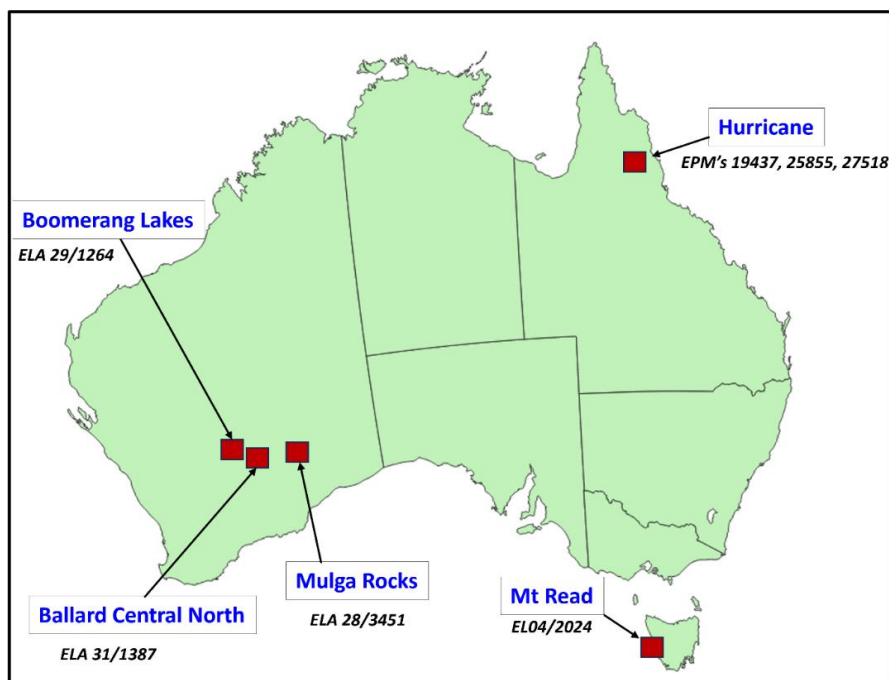 Hurricane
EPM's 19437, 25855, 27518
Boomerang Lakes
ELA 29/1264
Mulga Rocks
ELA 28/3451
Ballard Central North
ELA 31/1387
Mt Read
EL04/2024